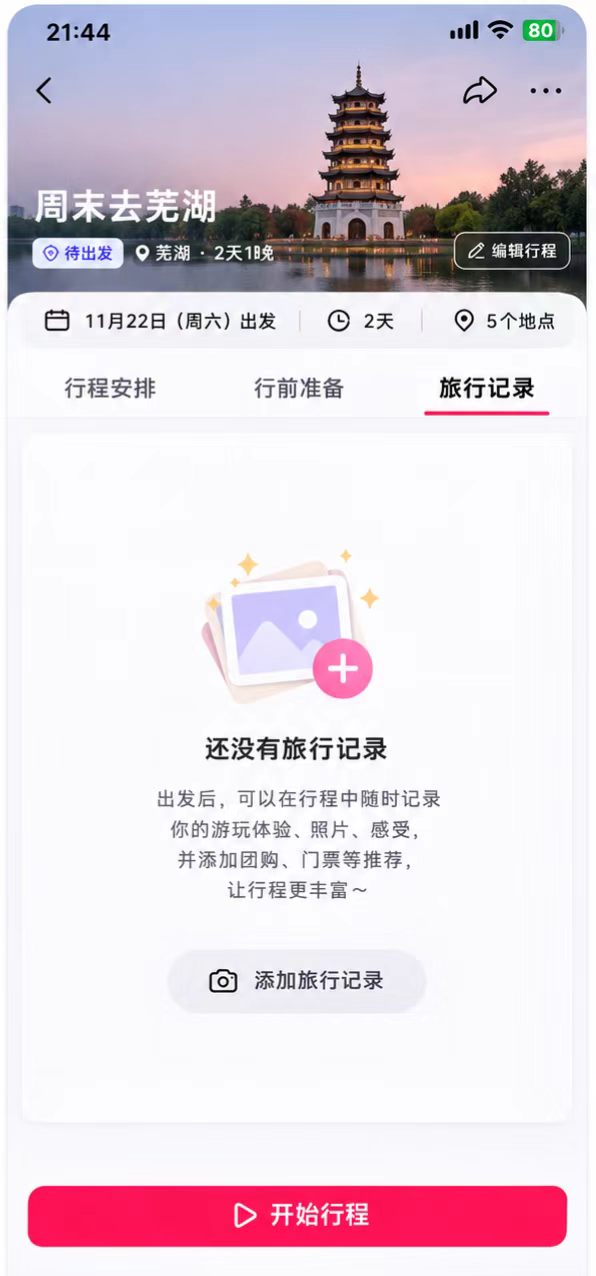 21:44
80
周末去芜湖
待出发
芜湖 · 2天1晚
编辑行程
11月22日（周六）出发
2天
5个地点
行程安排
行前准备
旅行记录
还没有旅行记录
出发后，可以在行程中随时记录
你的游玩体验、照片、感受，
并添加团购、门票等推荐，
让行程更丰富～
添加旅行记录
开始行程